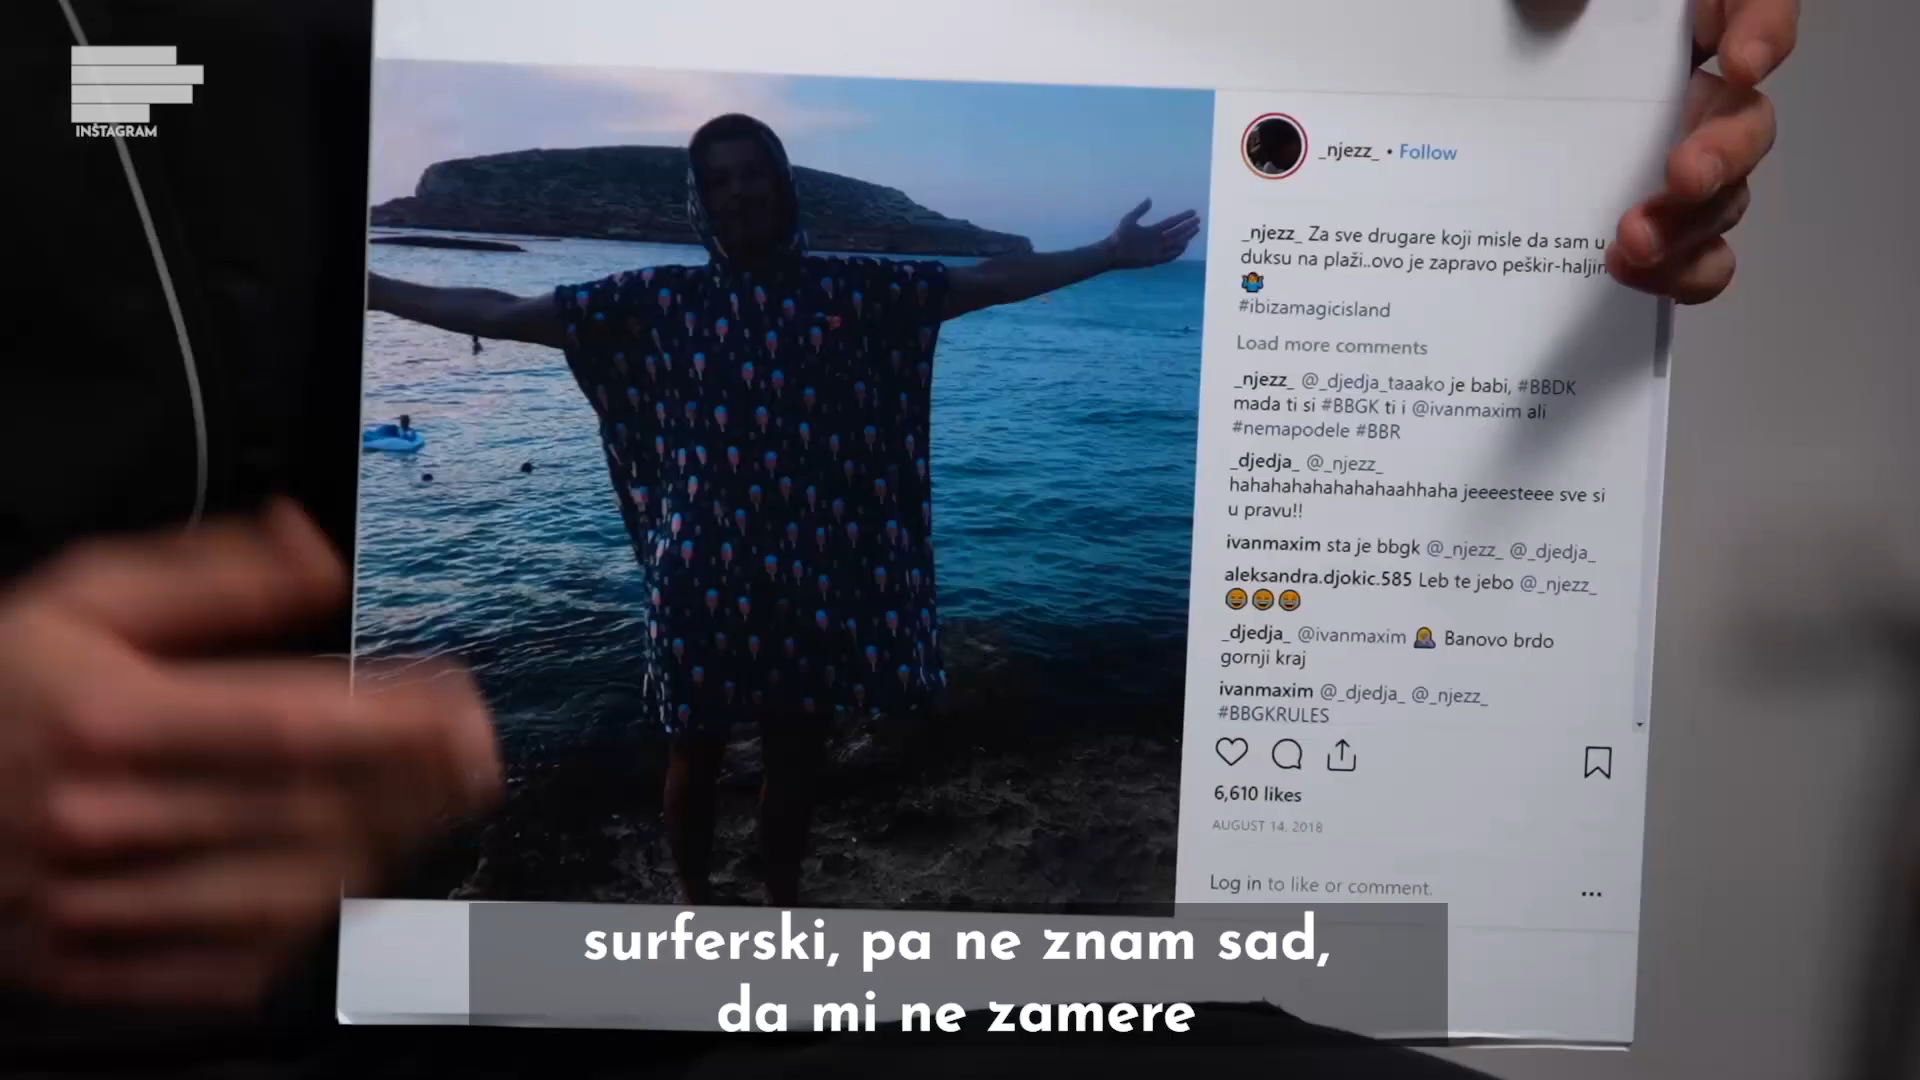 INŠTAGRAM
_njezz_ • Follow
_njezz_ Za sve drugare koji misle da sam u
duksu na plaži..ovo je zapravo peškir-haljin
#ibizamagicisland
Load more comments
_njezz_ @_djedja_taaako je babi, #BBDK
mada ti si #BBGK ti i @ivanmaxim ali
#nemapodele #BBR
_djedja_ @_njezz_
hahahahahahahahaahhaha jeeeesteee sve si
u pravu!!
ivanmaxim sta je bbgk @_njezz_ @_djedja_
aleksandra.djokic.585 Leb te jebo @_njezz_
_djedja_ @ivanmaxim Banovo brdo
gornji kraj
ivanmaxim @_djedja_ @_njezz_
#BBGKRULES
6,610 likes
AUGUST 14, 2018
Log in to like or comment.
surferski, pa ne znam sad,
da mi ne zamere